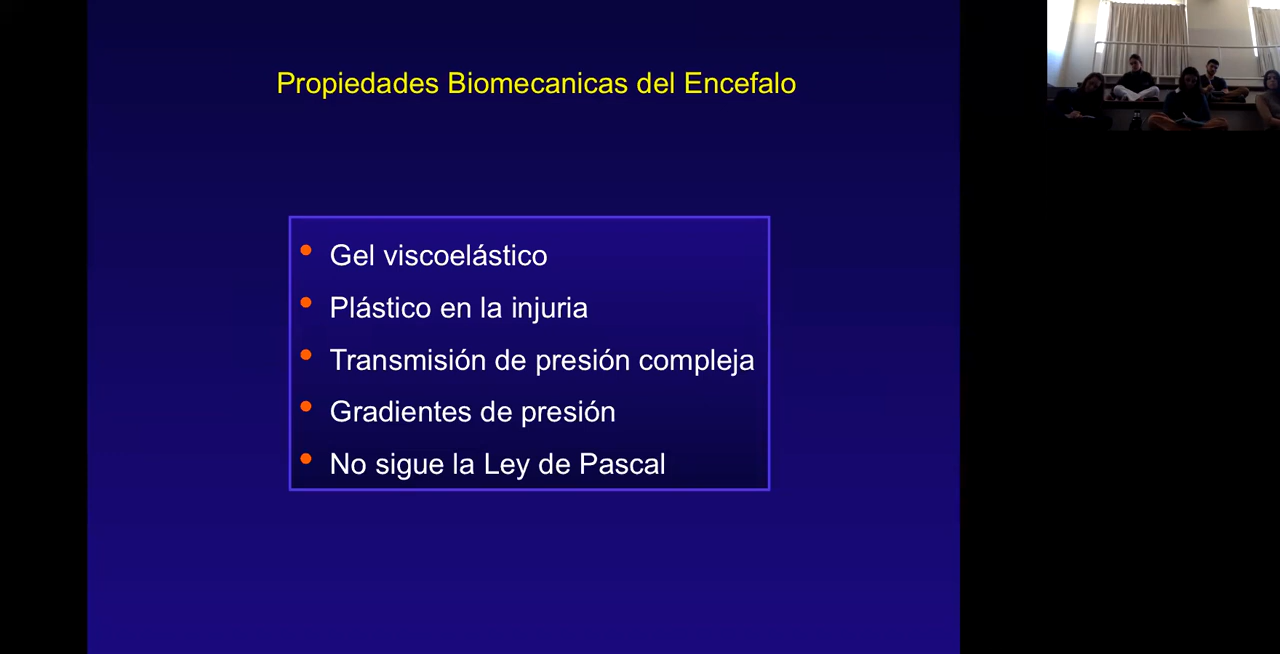 Propiedades Biomecanicas del Encefalo
• Gel viscoelástico
• Plástico en la injuria
• Transmisión de presión compleja
• Gradientes de presión
• No sigue la Ley de Pascal